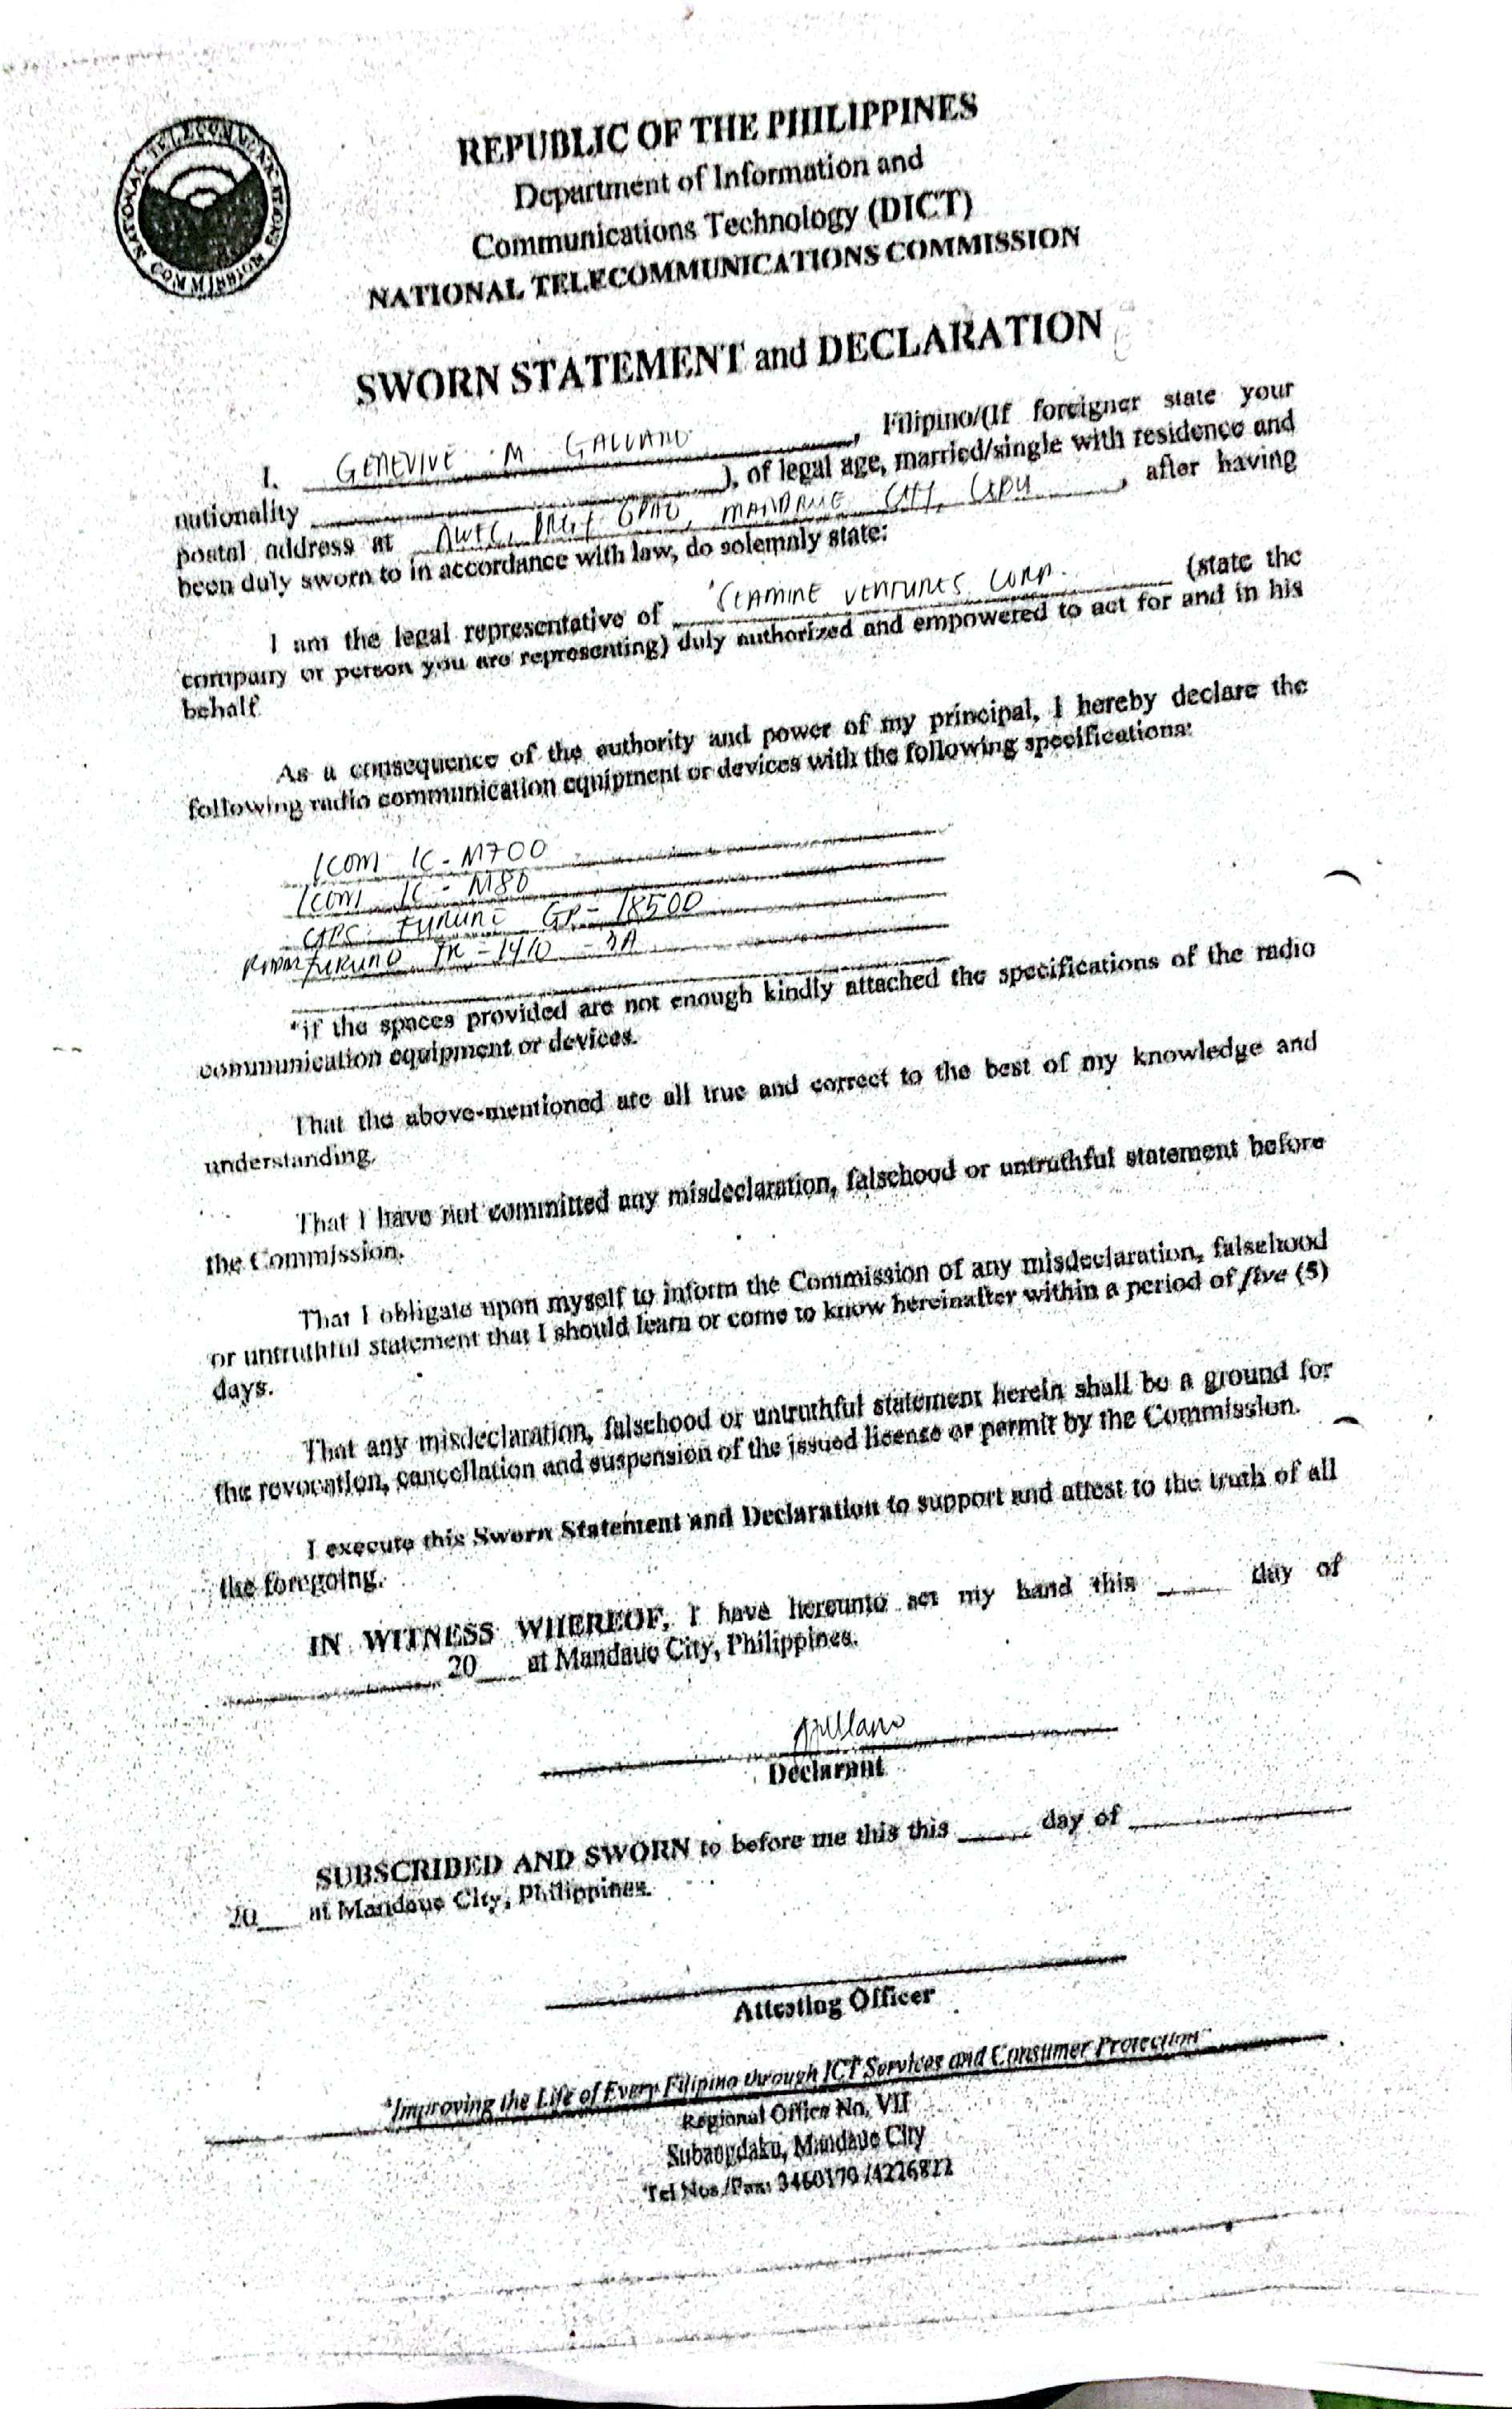 NATIONAL TELECOMMUNICATIONS COMMISSION
REPUBLIC OF THE PHILIPPINES
Department of Information and
Communications Technology (DICT)
NATIONAL TELECOMMUNICATIONS COMMISSION
SWORN STATEMENT and DECLARATION
I, GENEVIVE M. , Filipino/(If foreigner state your
nationality ), of legal age, married/single with residence and
postal address at , MANDAUE CITY, CEBU , after having
been duly sworn to in accordance with law, do solemnly state:
I am the legal representative of VENTURES CORP. (state the
company or person you are representing) duly authorized and empowered to act for and in his
behalf.
As a consequence of the authority and power of my principal, I hereby declare the
following radio communication equipment or devices with the following specifications:
ICOM IC - M700
ICOM IC - M80
GPS FURUNO GP - 18500
FURUNO - 1410 - 3A
*if the spaces provided are not enough kindly attached the specifications of the radio
communication equipment or devices.
That the above-mentioned are all true and correct to the best of my knowledge and
understanding.
That I have not committed any misdeclaration, falsehood or untruthful statement before
the Commission.
That I obligate upon myself to inform the Commission of any misdeclaration, falsehood
or untruthful statement that I should learn or come to know hereinafter within a period of five (5)
days.
That any misdeclaration, falsehood or untruthful statement herein shall be a ground for
the revocation, cancellation and suspension of the issued license or permit by the Commission.
I execute this Sworn Statement and Declaration to support and attest to the truth of all
the foregoing.
IN WITNESS WHEREOF, I have hereunto set my hand this ____ day of
____ 20___ at Mandaue City, Philippines.
Declarant
SUBSCRIBED AND SWORN to before me this this ____ day of ____
20___ at Mandaue City, Philippines.
Attesting Officer
"Improving the Life of Every Filipino through ICT Services and Consumer Protection"
Regional Office No. VII
Subangdaku, Mandaue City
Tel Nos./Fax: 3460170 /4226822